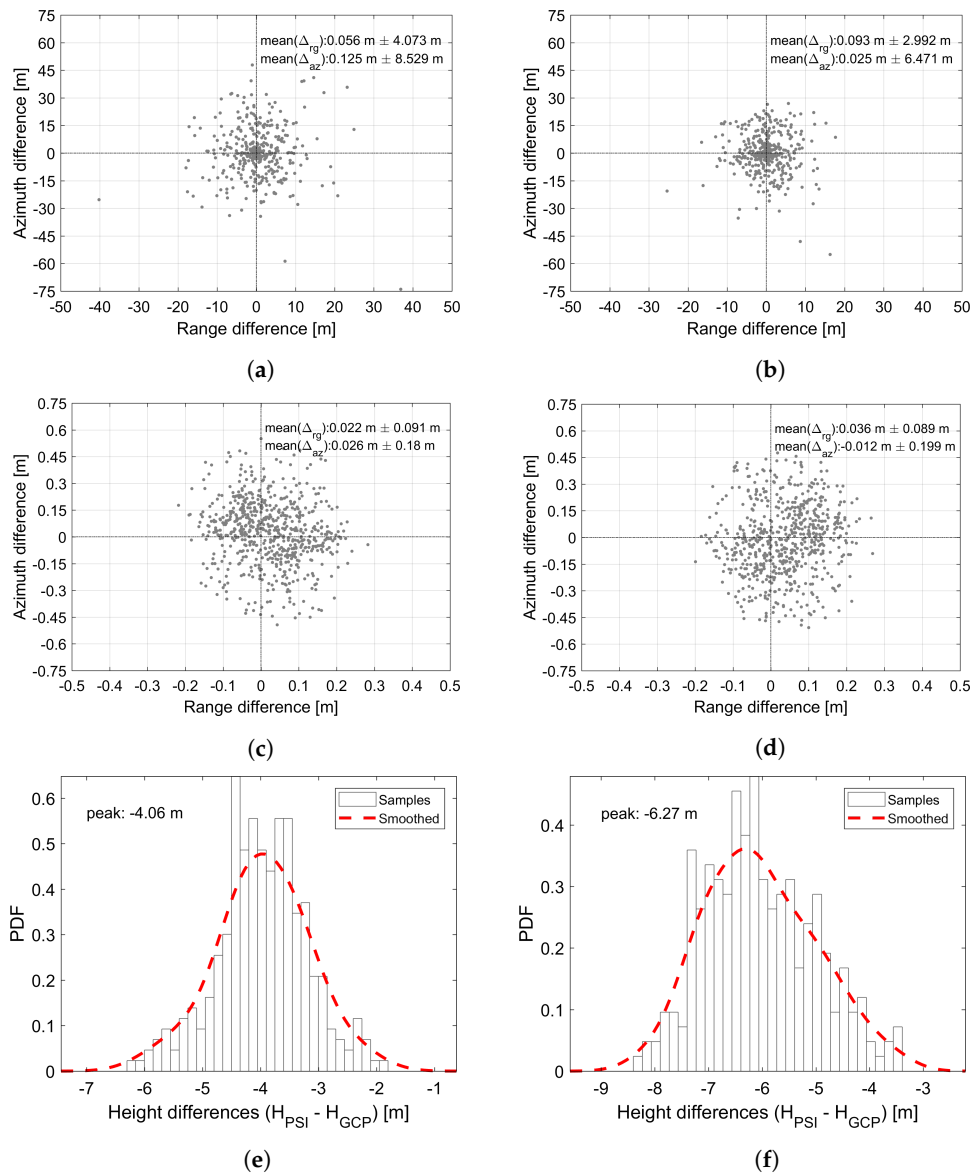 75
60
45
30
15
0
-15
-30
-45
-60
-75
Azimuth difference [m]
mean(Δrg):0.056 m ± 4.073 m
mean(Δaz):0.125 m ± 8.529 m
-50 -40 -30 -20 -10 0 10 20 30 40 50
Range difference [m]
(a)
75
60
45
30
15
0
-15
-30
-45
-60
-75
Azimuth difference [m]
mean(Δrg):0.093 m ± 2.992 m
mean(Δaz):0.025 m ± 6.471 m
-50 -40 -30 -20 -10 0 10 20 30 40 50
Range difference [m]
(b)
0.75
0.6
0.45
0.3
0.15
0
-0.15
-0.3
-0.45
-0.6
-0.75
Azimuth difference [m]
mean(Δrg):0.022 m ± 0.091 m
mean(Δaz):0.026 m ± 0.18 m
-0.5 -0.4 -0.3 -0.2 -0.1 0 0.1 0.2 0.3 0.4 0.5
Range difference [m]
(c)
0.75
0.6
0.45
0.3
0.15
0
-0.15
-0.3
-0.45
-0.6
-0.75
Azimuth difference [m]
mean(Δrg):0.036 m ± 0.089 m
mean(Δaz):-0.012 m ± 0.199 m
-0.5 -0.4 -0.3 -0.2 -0.1 0 0.1 0.2 0.3 0.4 0.5
Range difference [m]
(d)
0.6
0.5
0.4
0.3
0.2
0.1
0
PDF
peak: -4.06 m
Samples
Smoothed
-7 -6 -5 -4 -3 -2 -1
Height differences (HPSI - HGCP) [m]
(e)
0.4
0.3
0.2
0.1
0
PDF
peak: -6.27 m
Samples
Smoothed
-9 -8 -7 -6 -5 -4 -3
Height differences (HPSI - HGCP) [m]
(f)